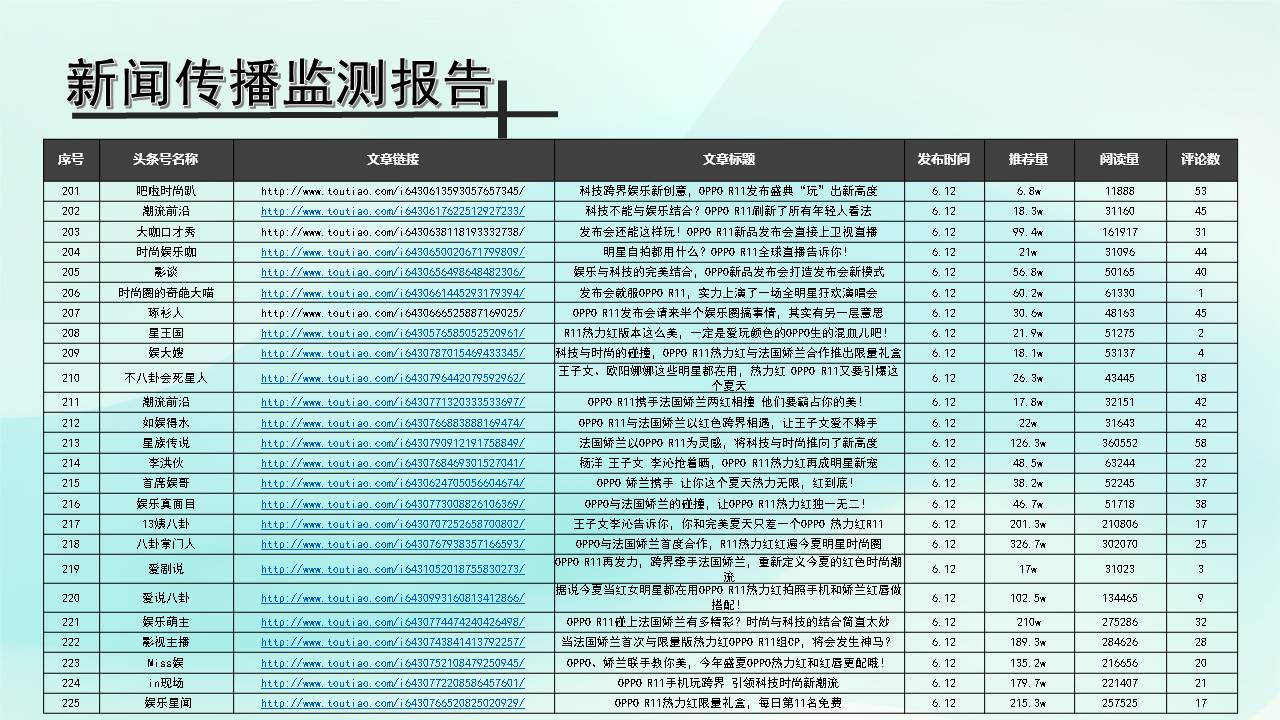 新闻传播监测报告
序号 头条号名称 文章链接 文章标题 发布时间 推荐量 阅读量 评论数
201 吧啦时尚趴 http://www.toutiao.com/i6430613593057657345/ 科技跨界娱乐新创意，OPPO R11发布盛典“玩”出新高度 6.12 6.8w 11888 53
202 潮流前沿 http://www.toutiao.com/i6430617622512927233/ 科技不能与娱乐结合？OPPO R11刷新了所有年轻人看法 6.12 18.3w 31160 45
203 大咖口才秀 http://www.toutiao.com/i6430638118193332738/ 发布会还能这样玩！OPPO R11新品发布会直接上卫视直播 6.12 99.4w 161917 31
204 时尚娱乐咖 http://www.toutiao.com/i6430650020671799809/ 明星自拍都用什么？OPPO R11全球直播告诉你！ 6.12 21w 31096 44
205 影谈 http://www.toutiao.com/i6430656498648482306/ 娱乐与科技的完美结合，OPPO新品发布会打造发布会新模式 6.12 56.8w 50165 40
206 时尚圈的奇葩大喵 http://www.toutiao.com/i6430661445293179394/ 发布会就服OPPO R11，实力上演了一场全明星狂欢演唱会 6.12 60.2w 61330 1
207 琢衫人 http://www.toutiao.com/i6430666525887169025/ OPPO R11发布会请来半个娱乐圈搞事情，其实有另一层意思 6.12 30.6w 48163 45
208 星王国 http://www.toutiao.com/i6430576585052520961/ R11热力红版本这么美，一定是爱玩颜色的OPPO生的混血儿吧！ 6.12 21.9w 51275 2
209 娱大嫂 http://www.toutiao.com/i6430787015469433345/ 科技与时尚的碰撞，OPPO R11热力红与法国娇兰合作推出限量礼盒 6.12 18.1w 53137 4
210 不八卦会死星人 http://www.toutiao.com/i6430796442079592962/ 王子文、欧阳娜娜这些明星都在用，热力红 OPPO R11又要引爆这
个夏天 6.12 26.3w 43445 18
211 潮流前沿 http://www.toutiao.com/i6430771320333533697/ OPPO R11携手法国娇兰两红相撞 他们要霸占你的美！ 6.12 17.8w 32151 42
212 如娱得水 http://www.toutiao.com/i6430766883888169474/ OPPO R11与法国娇兰以红色跨界相遇，让王子文爱不释手 6.12 22w 31643 42
213 星族传说 http://www.toutiao.com/i6430790912191758849/ 法国娇兰以OPPO R11为灵感，将科技与时尚推向了新高度 6.12 126.3w 360552 58
214 李洪伙 http://www.toutiao.com/i6430768469301527041/ 杨洋 王子文 李沁抢着晒，OPPO R11热力红再成明星新宠 6.12 48.5w 63244 22
215 首席娱哥 http://www.toutiao.com/i6430624705056604674/ OPPO 娇兰携手 让你这个夏天热力无限，红到底！ 6.12 38.2w 52245 37
216 娱乐真面目 http://www.toutiao.com/i6430773008826106369/ OPPO与法国娇兰的碰撞，让OPPO R11热力红独一无二！ 6.12 46.7w 51718 38
217 13姨八卦 http://www.toutiao.com/i6430707252658700802/ 王子文李沁告诉你，你和完美夏天只差一个OPPO 热力红R11 6.12 201.3w 210806 17
218 八卦掌门人 http://www.toutiao.com/i6430767938357166593/ OPPO与法国娇兰首度合作，R11热力红红遍今夏明星时尚圈 6.12 326.7w 302070 25
219 爱剧说 http://www.toutiao.com/i6431052018755830273/ OPPO R11再发力，跨界牵手法国娇兰，重新定义今夏的红色时尚潮
流 6.12 17w 31023 3
220 爱说八卦 http://www.toutiao.com/i6430993160813412866/ 据说今夏当红女明星都在用OPPO R11热力红拍照手机和娇兰红唇做
搭配！ 6.12 102.5w 134465 9
221 娱乐萌主 http://www.toutiao.com/i6430774474240426498/ OPPO R11碰上法国娇兰有多精彩？时尚与科技的结合简直太妙 6.12 210w 275286 32
222 影视主播 http://www.toutiao.com/i6430743841413792257/ 当法国娇兰首次与限量版热力红OPPO R11组CP，将会发生神马？ 6.12 189.3w 284626 28
223 Miss娱 http://www.toutiao.com/i6430752108479250945/ OPPO、娇兰联手教你美，今年盛夏OPPO热力红和红唇更配哦！ 6.12 135.2w 216656 20
224 in现场 http://www.toutiao.com/i6430772208586457601/ OPPO R11手机玩跨界 引领科技时尚新潮流 6.12 179.7w 221407 21
225 娱乐星闻 http://www.toutiao.com/i6430766520825020929/ OPPO R11热力红限量礼盒，每日第11名免费 6.12 215.3w 257525 17